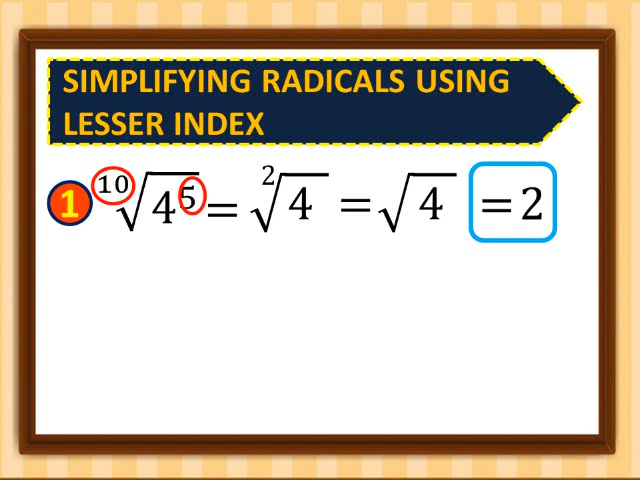 SIMPLIFYING RADICALS USING
LESSER INDEX
1 ¹⁰√4⁵ = ²√4 = √4 = 2